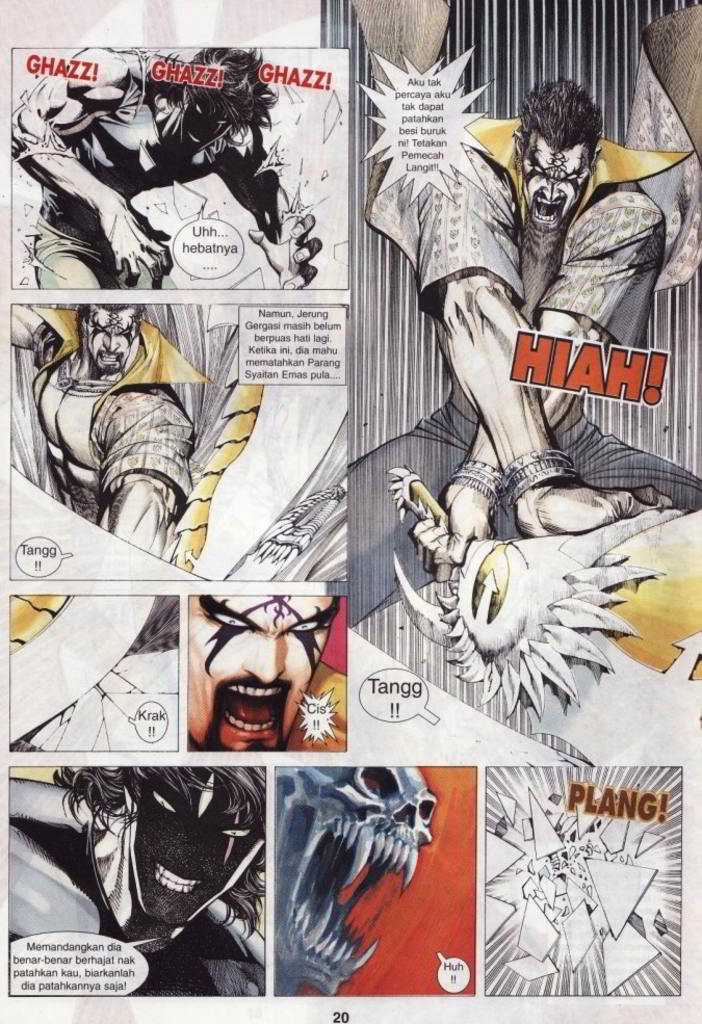 GHAZZ!
GHAZZ!
GHAZZ!
Uhh...
hebatnya
....
Aku tak
percaya aku
tak dapat
patahkan
besi buruk
ni! Tetakan
Pemecah
Langit!!
HIAH!
Namun, Jerung
Gergasi masih belum
berpuas hati lagi.
Ketika ini, dia mahu
mematahkan Parang
Syaitan Emas pula....
Tangg
!!
Tangg
!!
Krak
!!
Cis
!!
Memandangkan dia
benar-benar berhajat nak
patahkan kau, biarkanlah
dia patahkannya saja!
Huh
!!
PLANG!
20